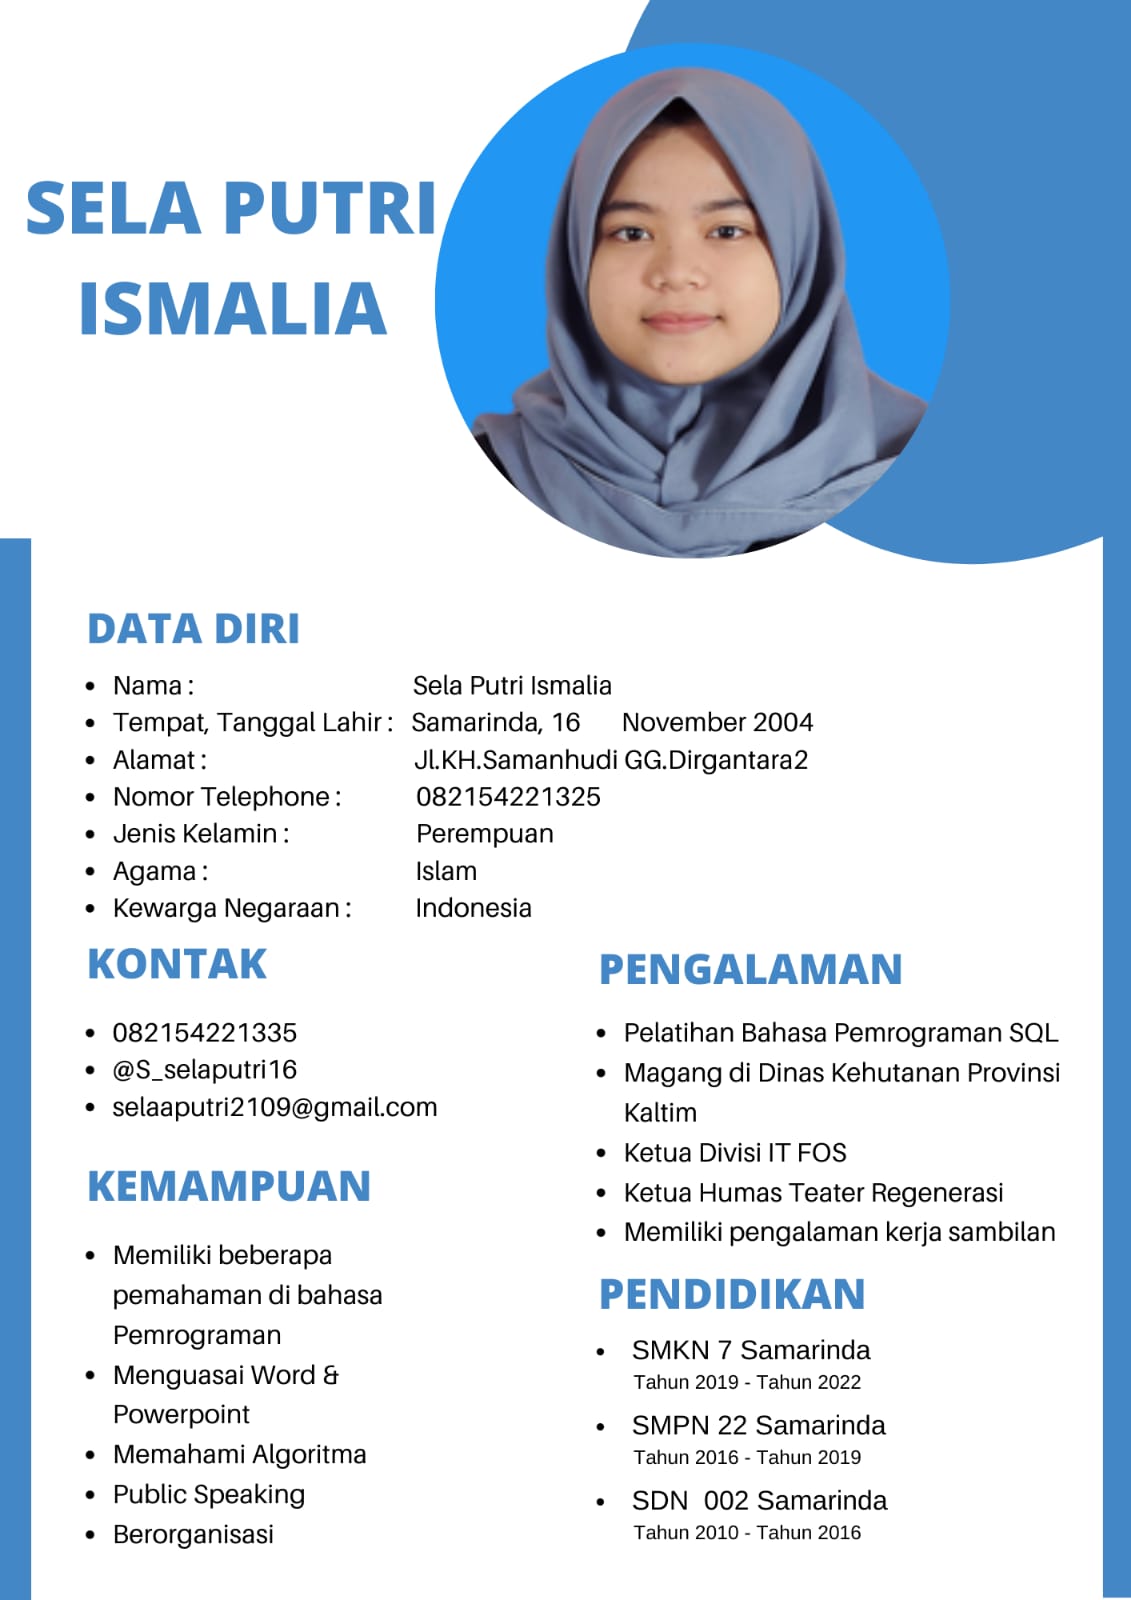 SELA PUTRI
ISMALIA
DATA DIRI
• Nama : Sela Putri Ismalia
• Tempat, Tanggal Lahir : Samarinda, 16 November 2004
• Alamat : Jl.KH.Samanhudi GG.Dirgantara2
• Nomor Telephone : 082154221325
• Jenis Kelamin : Perempuan
• Agama : Islam
• Kewarga Negaraan : Indonesia
KONTAK
• 082154221335
• @S_selaputri16
• selaaputri2109@gmail.com
KEMAMPUAN
• Memiliki beberapa
pemahaman di bahasa
Pemrograman
• Menguasai Word &
Powerpoint
• Memahami Algoritma
• Public Speaking
• Berorganisasi
PENGALAMAN
• Pelatihan Bahasa Pemrograman SQL
• Magang di Dinas Kehutanan Provinsi
Kaltim
• Ketua Divisi IT FOS
• Ketua Humas Teater Regenerasi
• Memiliki pengalaman kerja sambilan
PENDIDIKAN
• SMKN 7 Samarinda
Tahun 2019 - Tahun 2022
• SMPN 22 Samarinda
Tahun 2016 - Tahun 2019
• SDN 002 Samarinda
Tahun 2010 - Tahun 2016